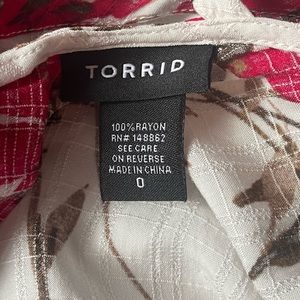 TORRID
100% RAYON
RN# 148862
SEE CARE
ON REVERSE
MADE IN CHINA
0